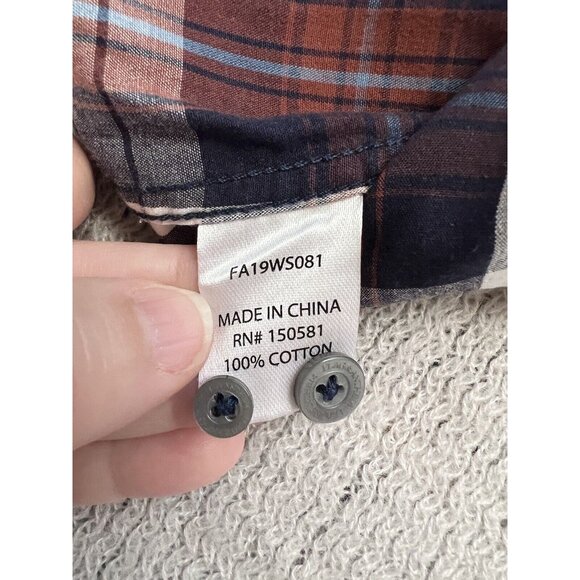 FA19WS081
MADE IN CHINA
RN# 150581
100% COTTON